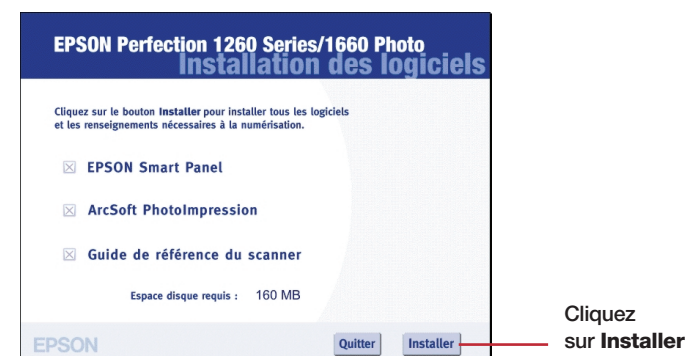 EPSON Perfection 1260 Series/1660 Photo
Installation des logiciels
Cliquez sur le bouton Installer pour installer tous les logiciels
et les renseignements nécessaires à la numérisation.
EPSON Smart Panel
ArcSoft PhotoImpression
Guide de référence du scanner
Espace disque requis : 160 MB
EPSON
Quitter
Installer
Cliquez
sur Installer